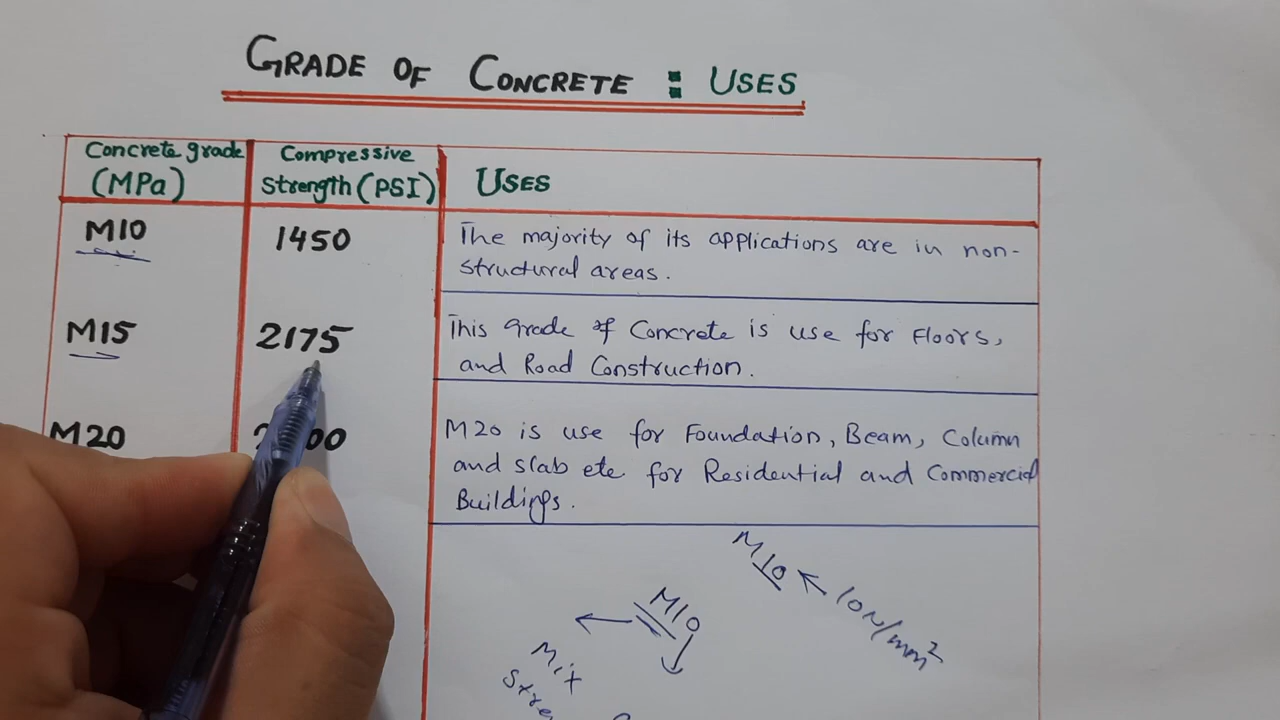 GRADE OF CONCRETE : USES
Concrete grade
(MPa)
Compressive
Strength (PSI)
USES
M10
1450
The majority of its applications are in non-
structural areas.
M15
2175
This grade of Concrete is use for Floors,
and Road Construction.
M20
M20 is use for Foundation, Beam, Column
and slab etc for Residential and Commercial
Buildings.
M10 ← 10N/mm²
M10
Mix